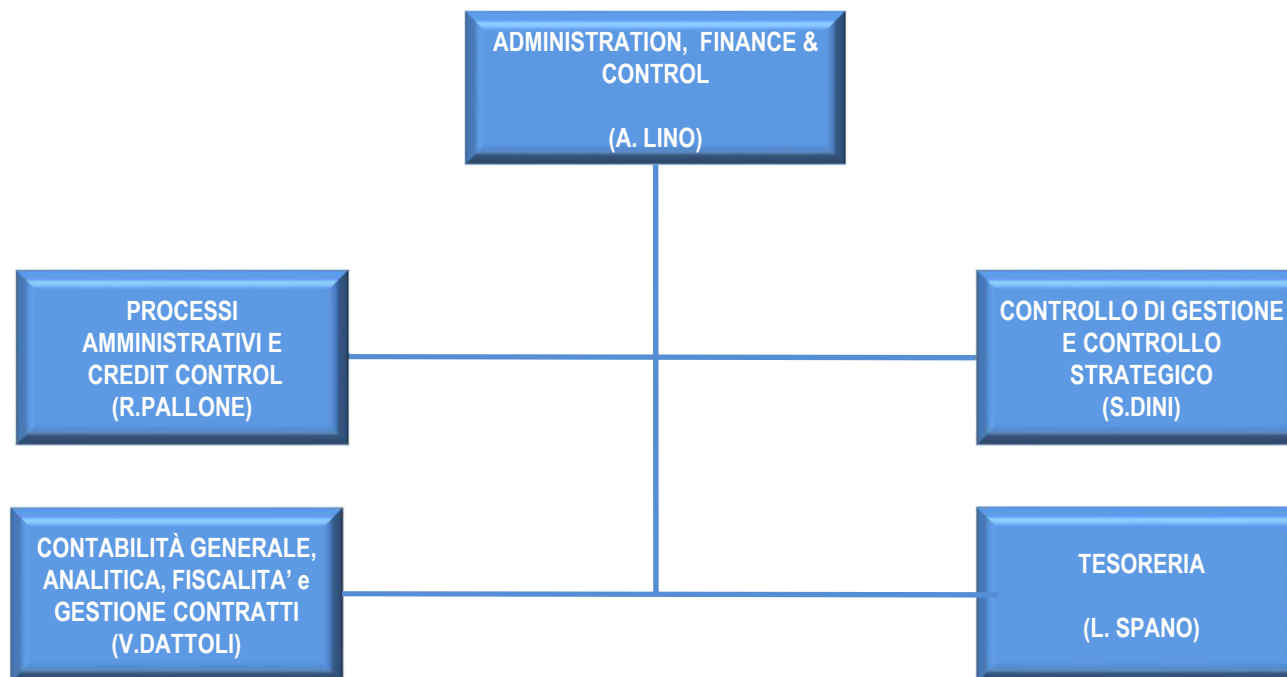 ADMINISTRATION, FINANCE &
CONTROL
(A. LINO)
PROCESSI
AMMINISTRATIVI E
CREDIT CONTROL
(R.PALLONE)
CONTROLLO DI GESTIONE
E CONTROLLO
STRATEGICO
(S.DINI)
CONTABILITÀ GENERALE,
ANALITICA, FISCALITA’ e
GESTIONE CONTRATTI
(V.DATTOLI)
TESORERIA
(L. SPANO)